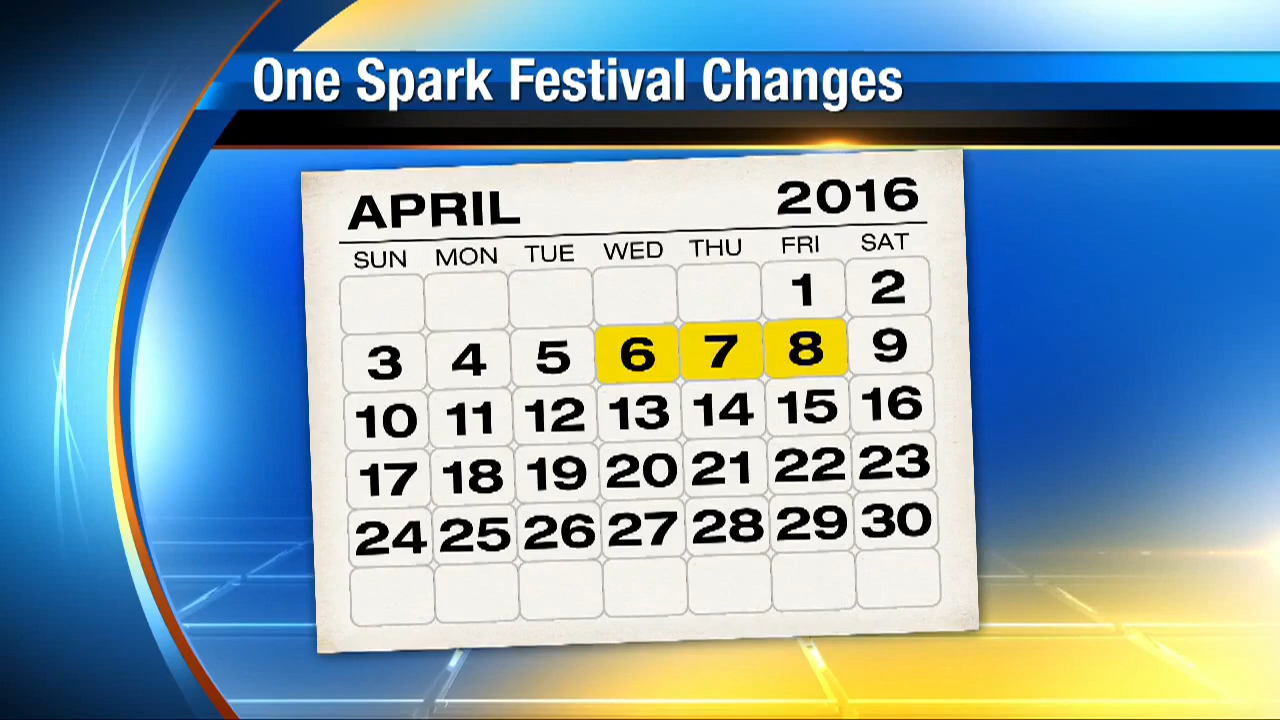 One Spark Festival Changes
APRIL 2016
SUN MON TUE WED THU FRI SAT
1 2
3 4 5 6 7 8 9
10 11 12 13 14 15 16
17 18 19 20 21 22 23
24 25 26 27 28 29 30